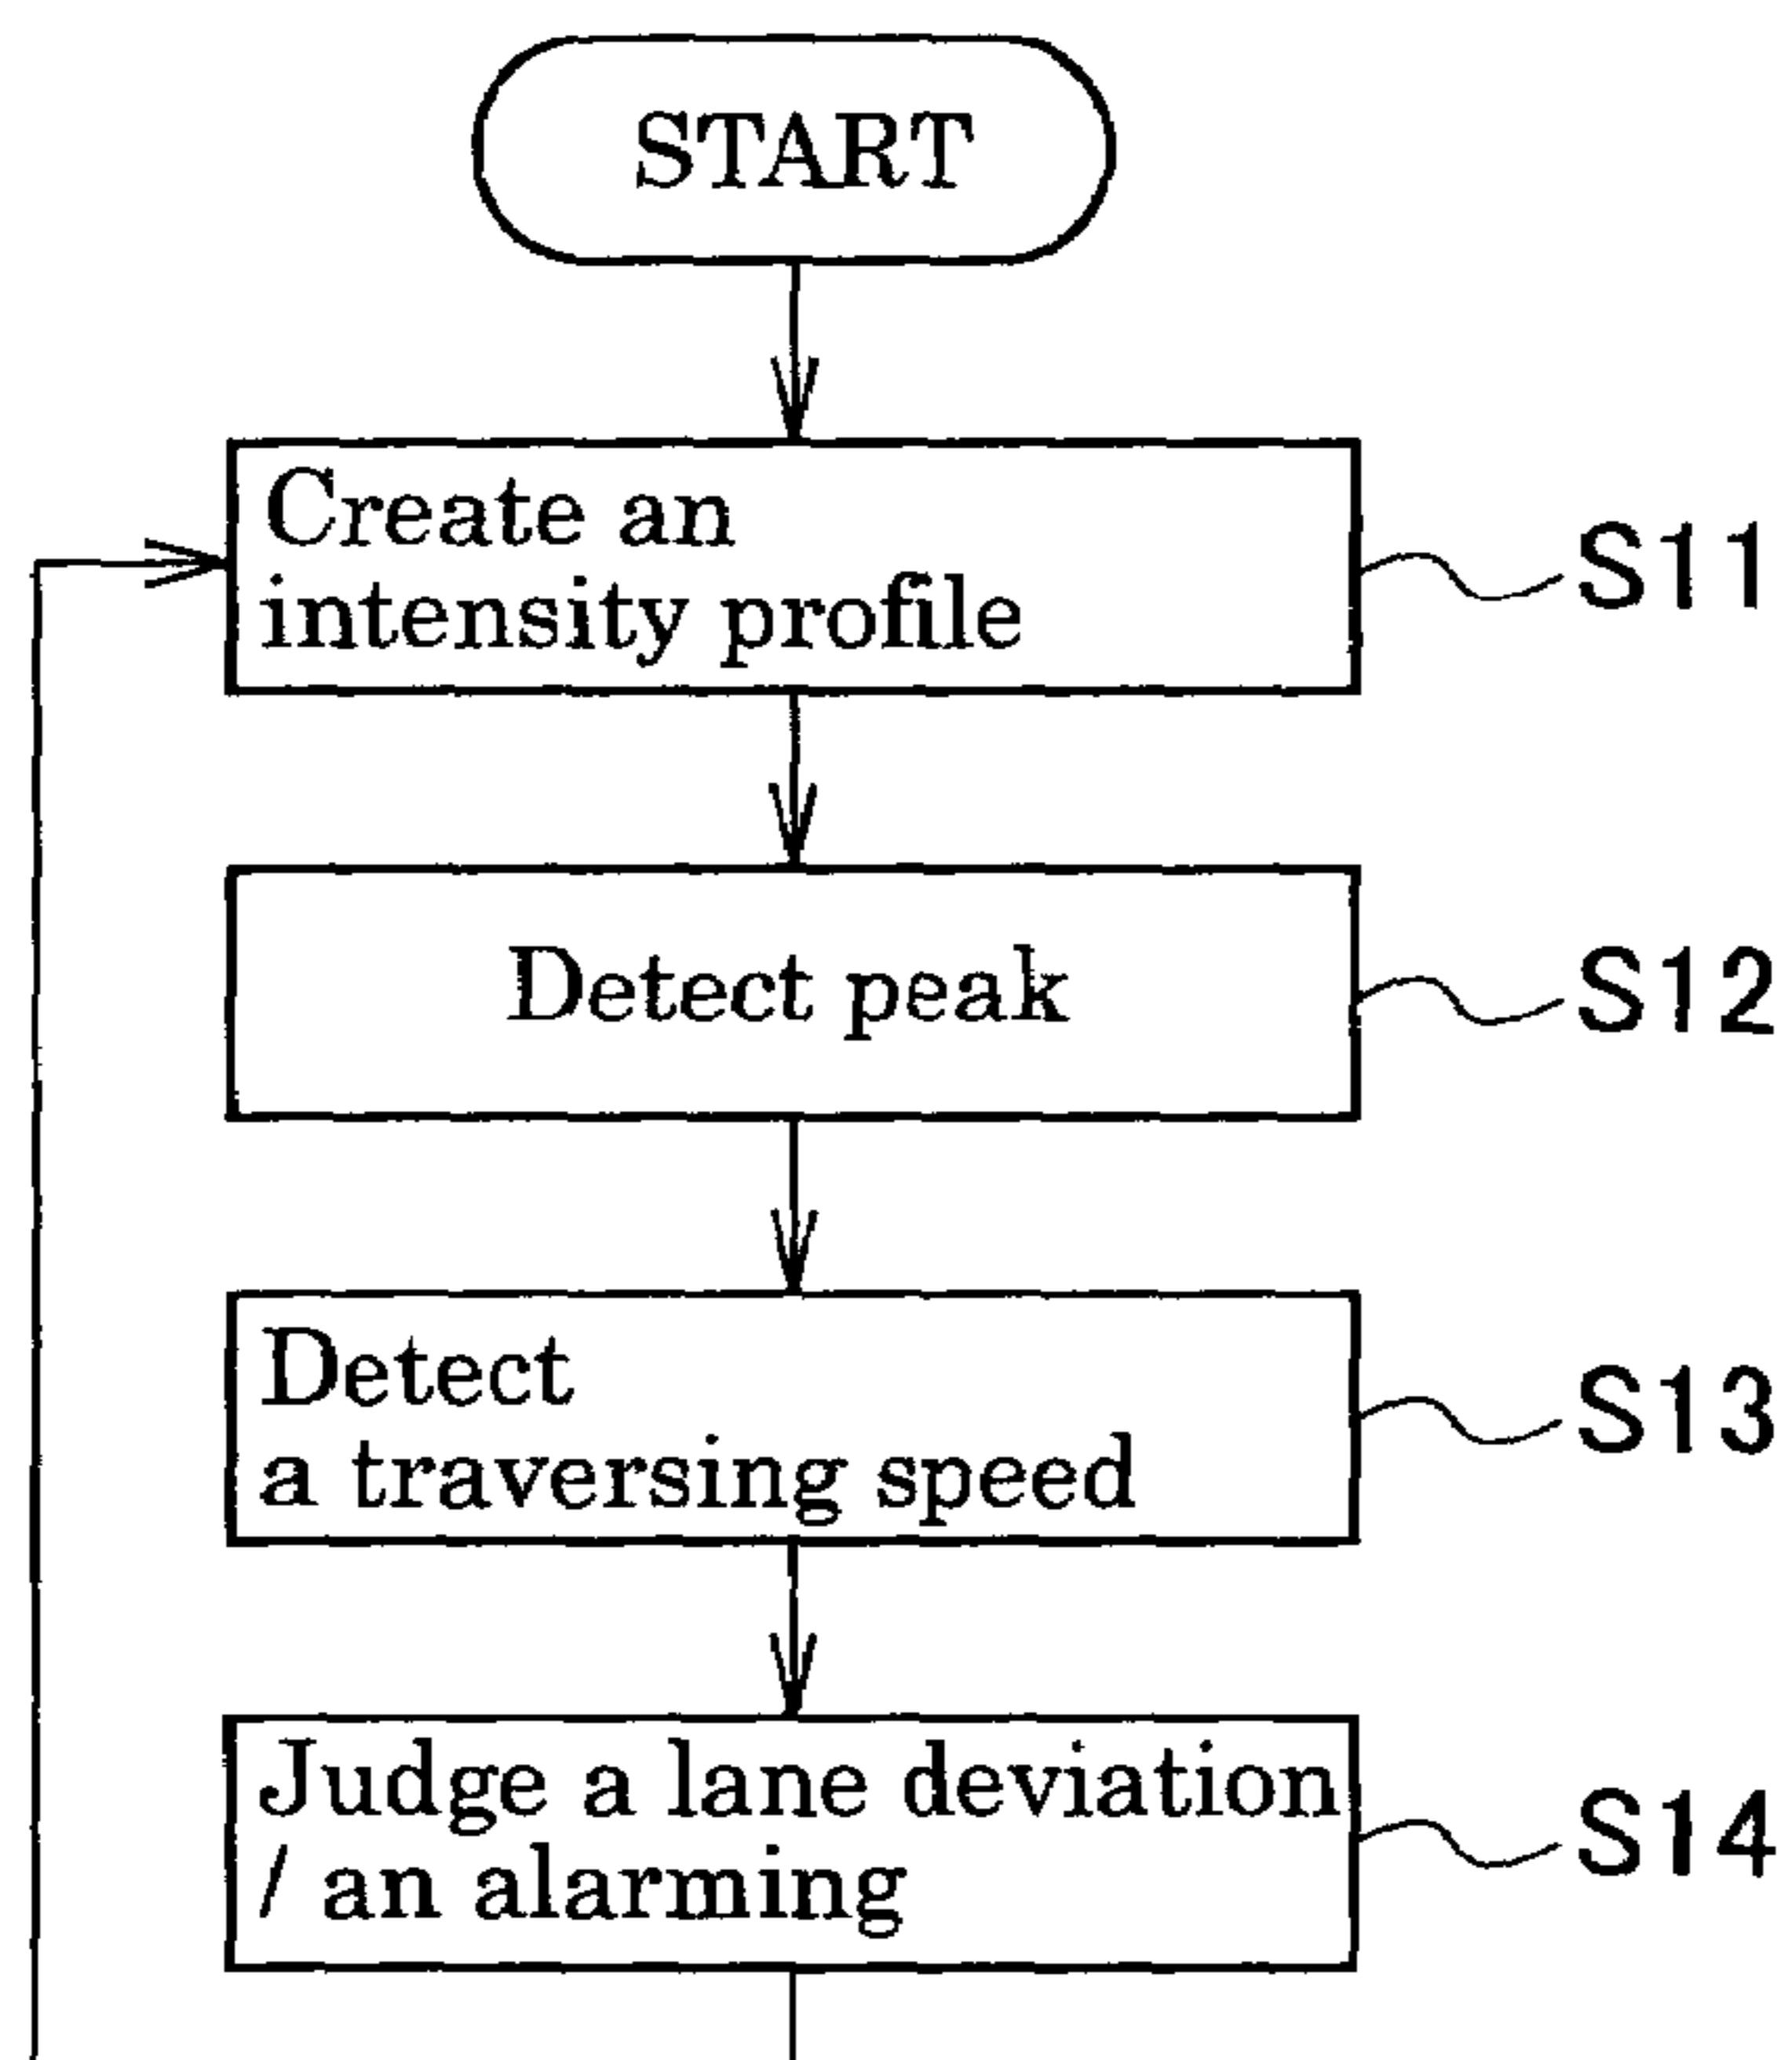 START
Create an
intensity profile
S11
Detect peak
S12
Detect
a traversing speed
S13
Judge a lane deviation
/ an alarming
S14